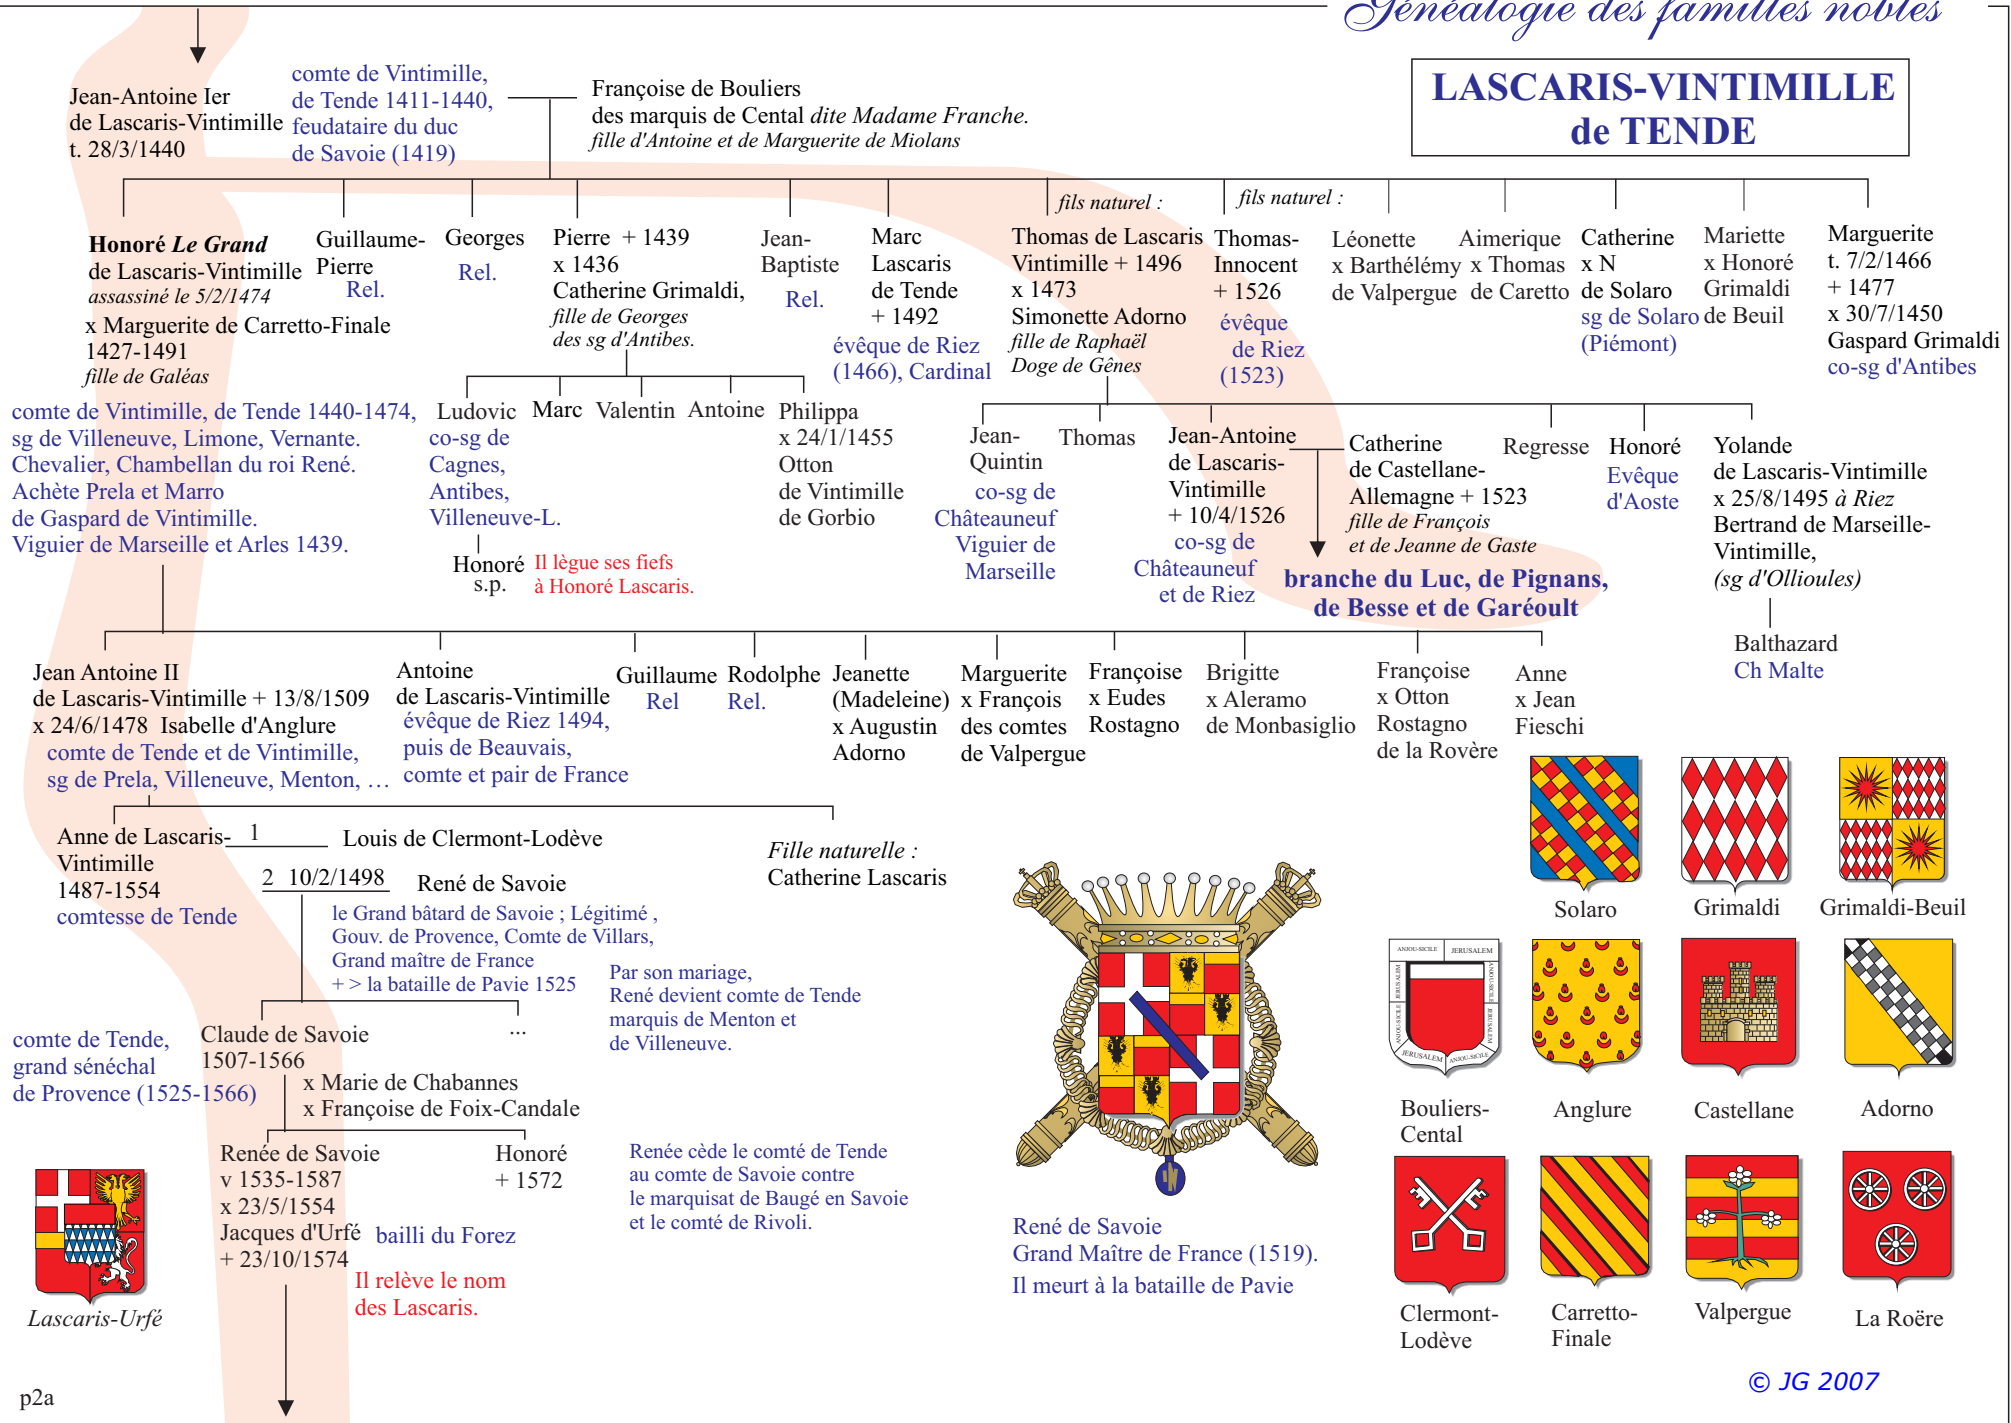 Généalogie des familles nobles
LASCARIS-VINTIMILLE
de TENDE
Jean-Antoine Ier
de Lascaris-Vintimille
t. 28/3/1440
comte de Vintimille,
de Tende 1411-1440,
feudataire du duc
de Savoie (1419)
Françoise de Bouliers
des marquis de Cental dite Madame Franche.
fille d'Antoine et de Marguerite de Miolans
Honoré Le Grand
de Lascaris-Vintimille
assassiné le 5/2/1474
x Marguerite de Carretto-Finale
1427-1491
fille de Galéas
comte de Vintimille, de Tende 1440-1474,
sg de Villeneuve, Limone, Vernante.
Chevalier, Chambellan du roi René.
Achète Prela et Marro
de Gaspard de Vintimille.
Viguier de Marseille et Arles 1439.
Guillaume-
Pierre
Rel.
Georges
Rel.
Pierre + 1439
x 1436
Catherine Grimaldi,
fille de Georges
des sg d'Antibes.
Jean-
Baptiste
Rel.
Marc
Lascaris
de Tende
+ 1492
évêque de Riez
(1466), Cardinal
fils naturel :
Thomas de Lascaris
Vintimille + 1496
x 1473
Simonette Adorno
fille de Raphaël
Doge de Gênes
fils naturel :
Thomas-
Innocent
+ 1526
évêque
de Riez
(1523)
Léonette
x Barthélémy
de Valpergue
Aimerique
x Thomas
de Caretto
Catherine
x N
de Solaro
sg de Solaro
(Piémont)
Mariette
x Honoré
Grimaldi
de Beuil
Marguerite
t. 7/2/1466
+ 1477
x 30/7/1450
Gaspard Grimaldi
co-sg d'Antibes
Ludovic
co-sg de
Cagnes,
Antibes,
Villeneuve-L.
Marc
Valentin
Antoine
Philippa
x 24/1/1455
Otton
de Vintimille
de Gorbio
Honoré
s.p.
Il lègue ses fiefs
à Honoré Lascaris.
Jean-
Quintin
co-sg de
Châteauneuf
Viguier de
Marseille
Thomas
Jean-Antoine
de Lascaris-
Vintimille
+ 10/4/1526
co-sg de
Châteauneuf
et de Riez
Catherine
de Castellane-
Allemagne + 1523
fille de François
et de Jeanne de Gaste
branche du Luc, de Pignans,
de Besse et de Garéoult
Regresse
Honoré
Evêque
d'Aoste
Yolande
de Lascaris-Vintimille
x 25/8/1495 à Riez
Bertrand de Marseille-
Vintimille,
(sg d'Ollioules)
Balthazard
Ch Malte
Jean Antoine II
de Lascaris-Vintimille + 13/8/1509
x 24/6/1478 Isabelle d'Anglure
comte de Tende et de Vintimille,
sg de Prela, Villeneuve, Menton, …
Antoine
de Lascaris-Vintimille
évêque de Riez 1494,
puis de Beauvais,
comte et pair de France
Guillaume
Rel
Rodolphe
Rel.
Jeanette
(Madeleine)
x Augustin
Adorno
Marguerite
x François
des comtes
de Valpergue
Françoise
x Eudes
Rostagno
Brigitte
x Aleramo
de Monbasiglio
Françoise
x Otton
Rostagno
de la Rovère
Anne
x Jean
Fieschi
Anne de Lascaris-
Vintimille
1487-1554
comtesse de Tende
1
Louis de Clermont-Lodève
2 10/2/1498
René de Savoie
le Grand bâtard de Savoie ; Légitimé ,
Gouv. de Provence, Comte de Villars,
Grand maître de France
+ > la bataille de Pavie 1525
Fille naturelle :
Catherine Lascaris
Par son mariage,
René devient comte de Tende
marquis de Menton et
de Villeneuve.
comte de Tende,
grand sénéchal
de Provence (1525-1566)
Claude de Savoie
1507-1566
...
x Marie de Chabannes
x Françoise de Foix-Candale
Renée de Savoie
v 1535-1587
x 23/5/1554
Jacques d'Urfé
+ 23/10/1574
bailli du Forez
Il relève le nom
des Lascaris.
Honoré
+ 1572
Renée cède le comté de Tende
au comte de Savoie contre
le marquisat de Baugé en Savoie
et le comté de Rivoli.
Lascaris-Urfé
René de Savoie
Grand Maître de France (1519).
Il meurt à la bataille de Pavie
Solaro
Grimaldi
Grimaldi-Beuil
ANJOU-SICILE
JERUSALEM
JERUSALEM
ANJOU-SICILE
ANJOU-SICILE
JERUSALEM
JERUSALEM
ANJOU-SICILE
Bouliers-
Cental
Anglure
Castellane
Adorno
Clermont-
Lodève
Carretto-
Finale
Valpergue
La Roëre
p2a
© JG 2007